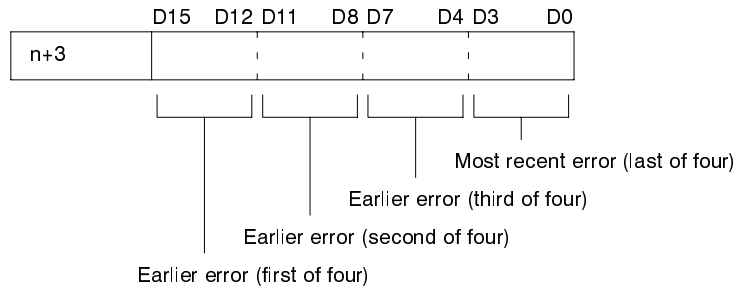 D15 D12 D11 D8 D7 D4 D3 D0
n+3
Most recent error (last of four)
Earlier error (third of four)
Earlier error (second of four)
Earlier error (first of four)